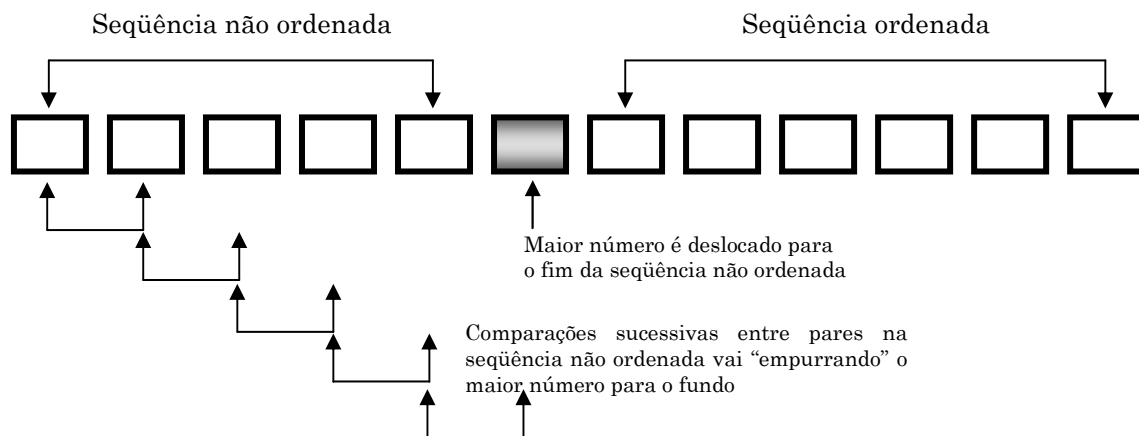 Seqüência não ordenada
Seqüência ordenada
Maior número é deslocado para
o fim da seqüência não ordenada
Comparações sucessivas entre pares na
seqüência não ordenada vai “empurrando” o
maior número para o fundo